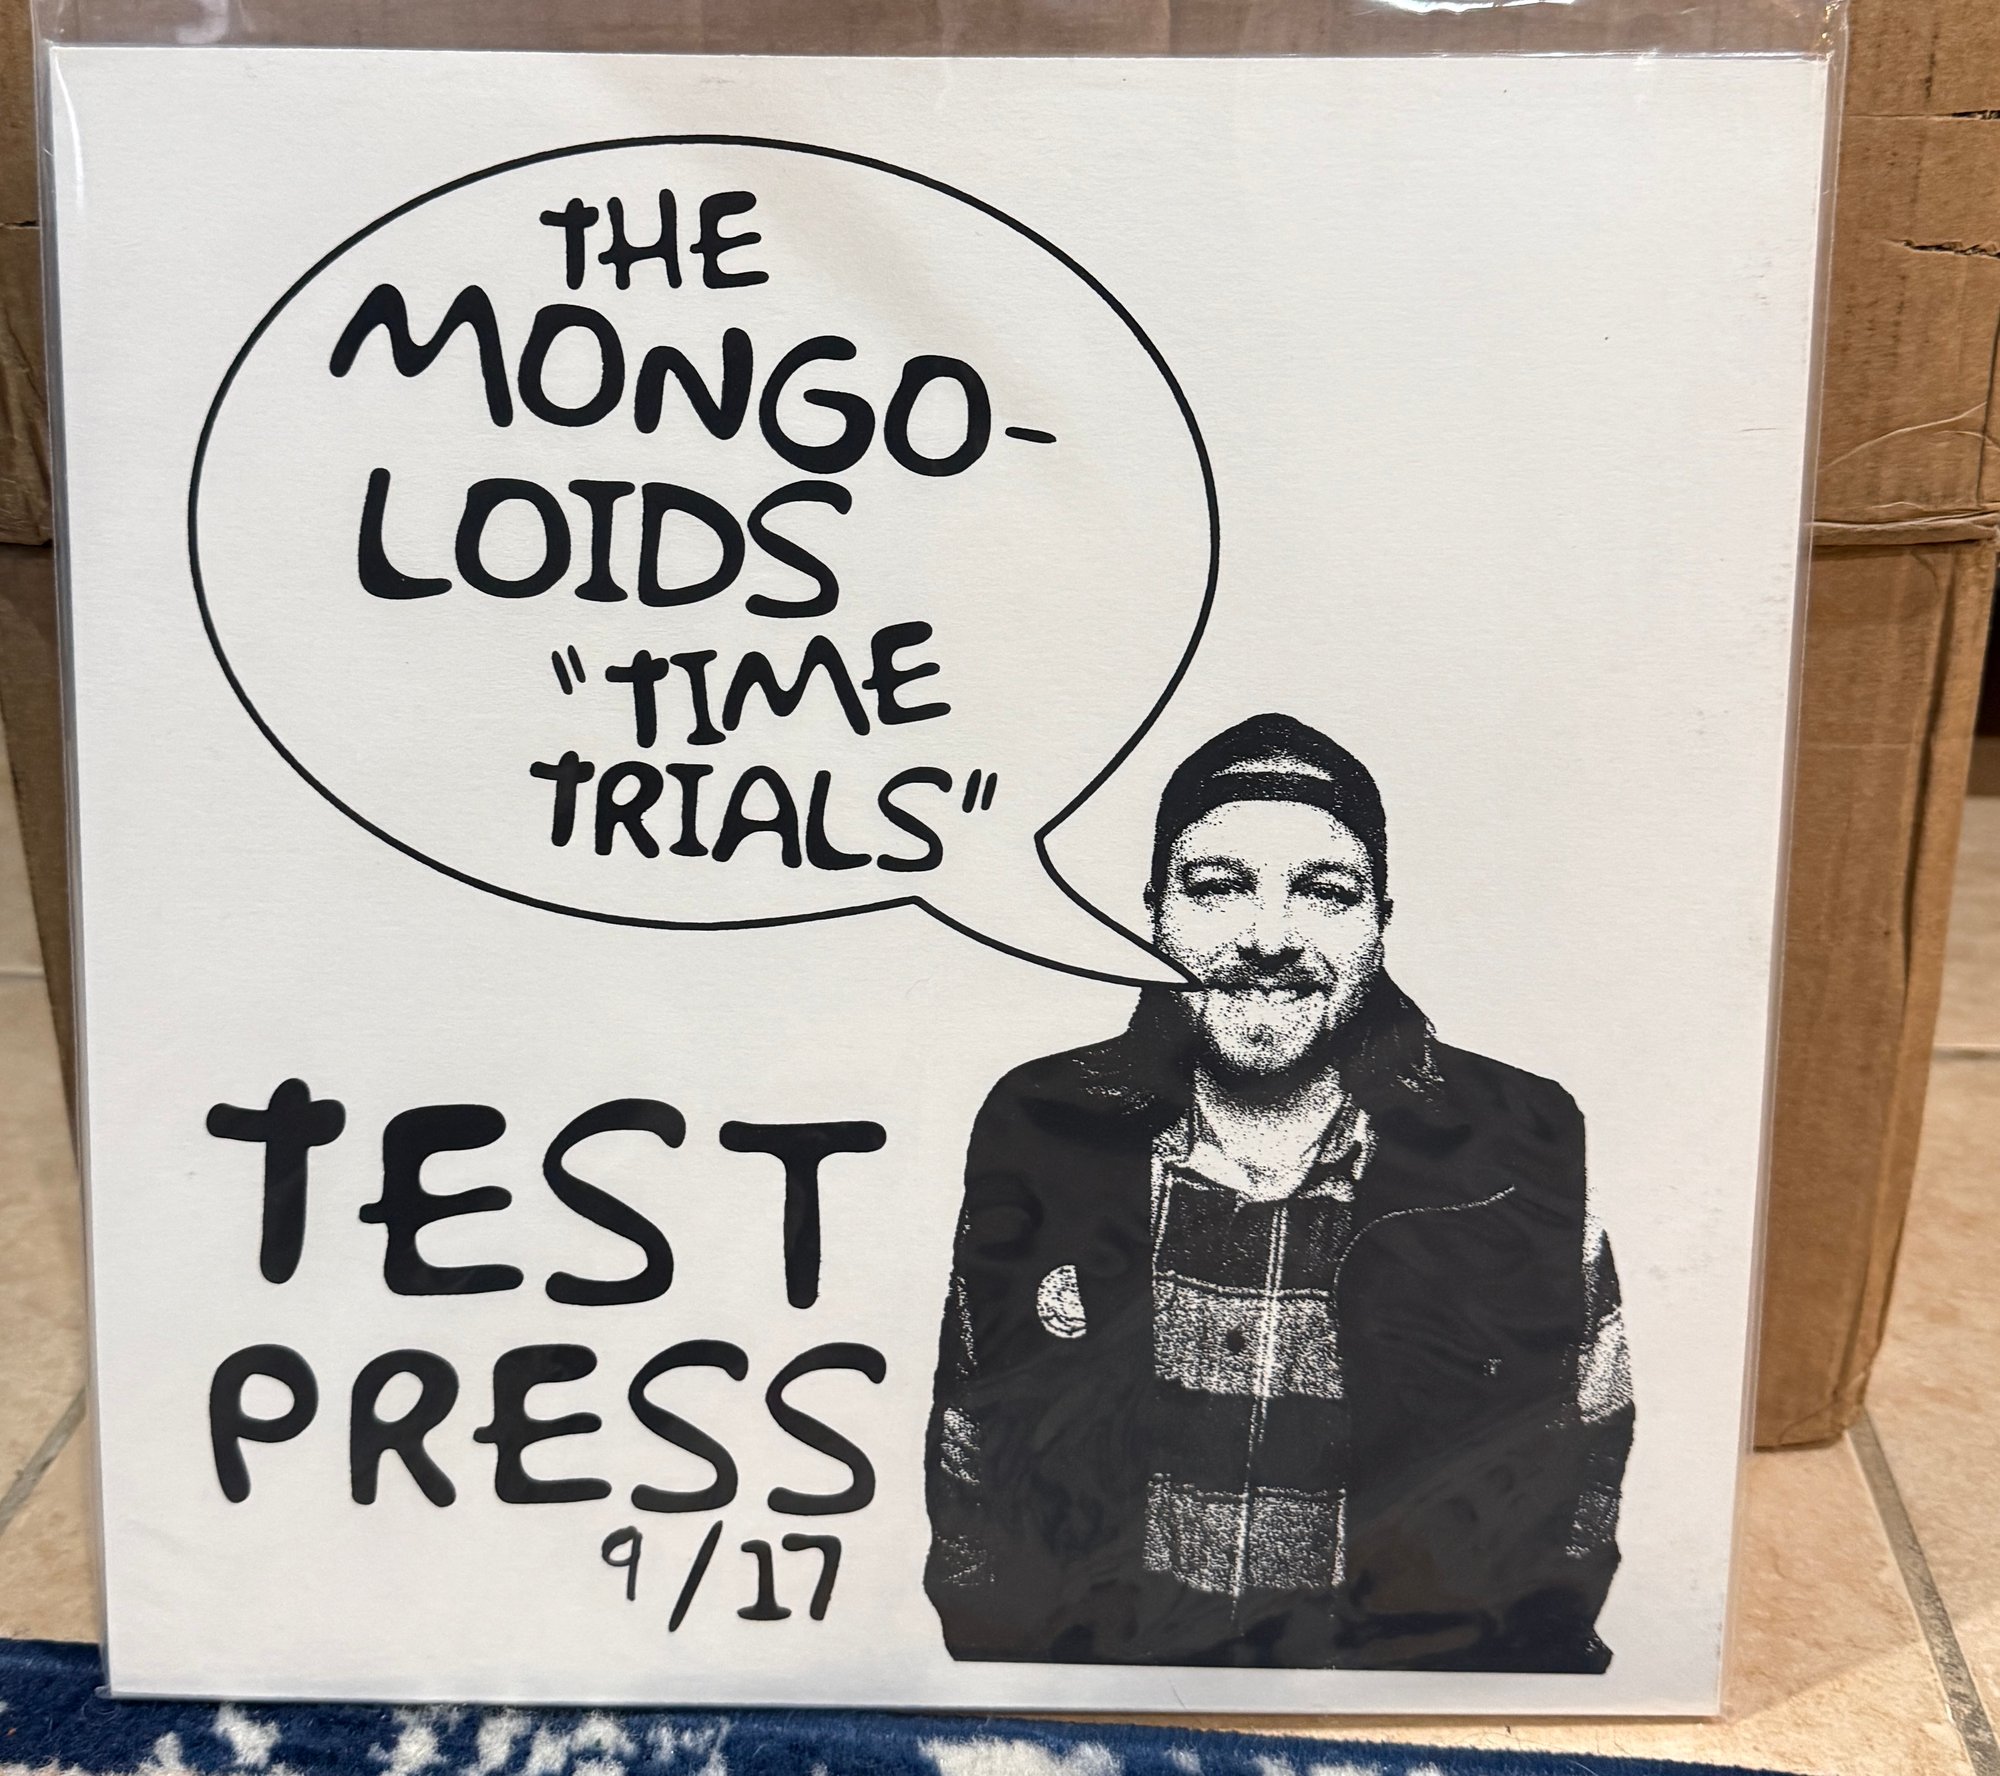 THE
MONGO-
LOIDS
"TIME
TRIALS"
TEST
PRESS
9/17